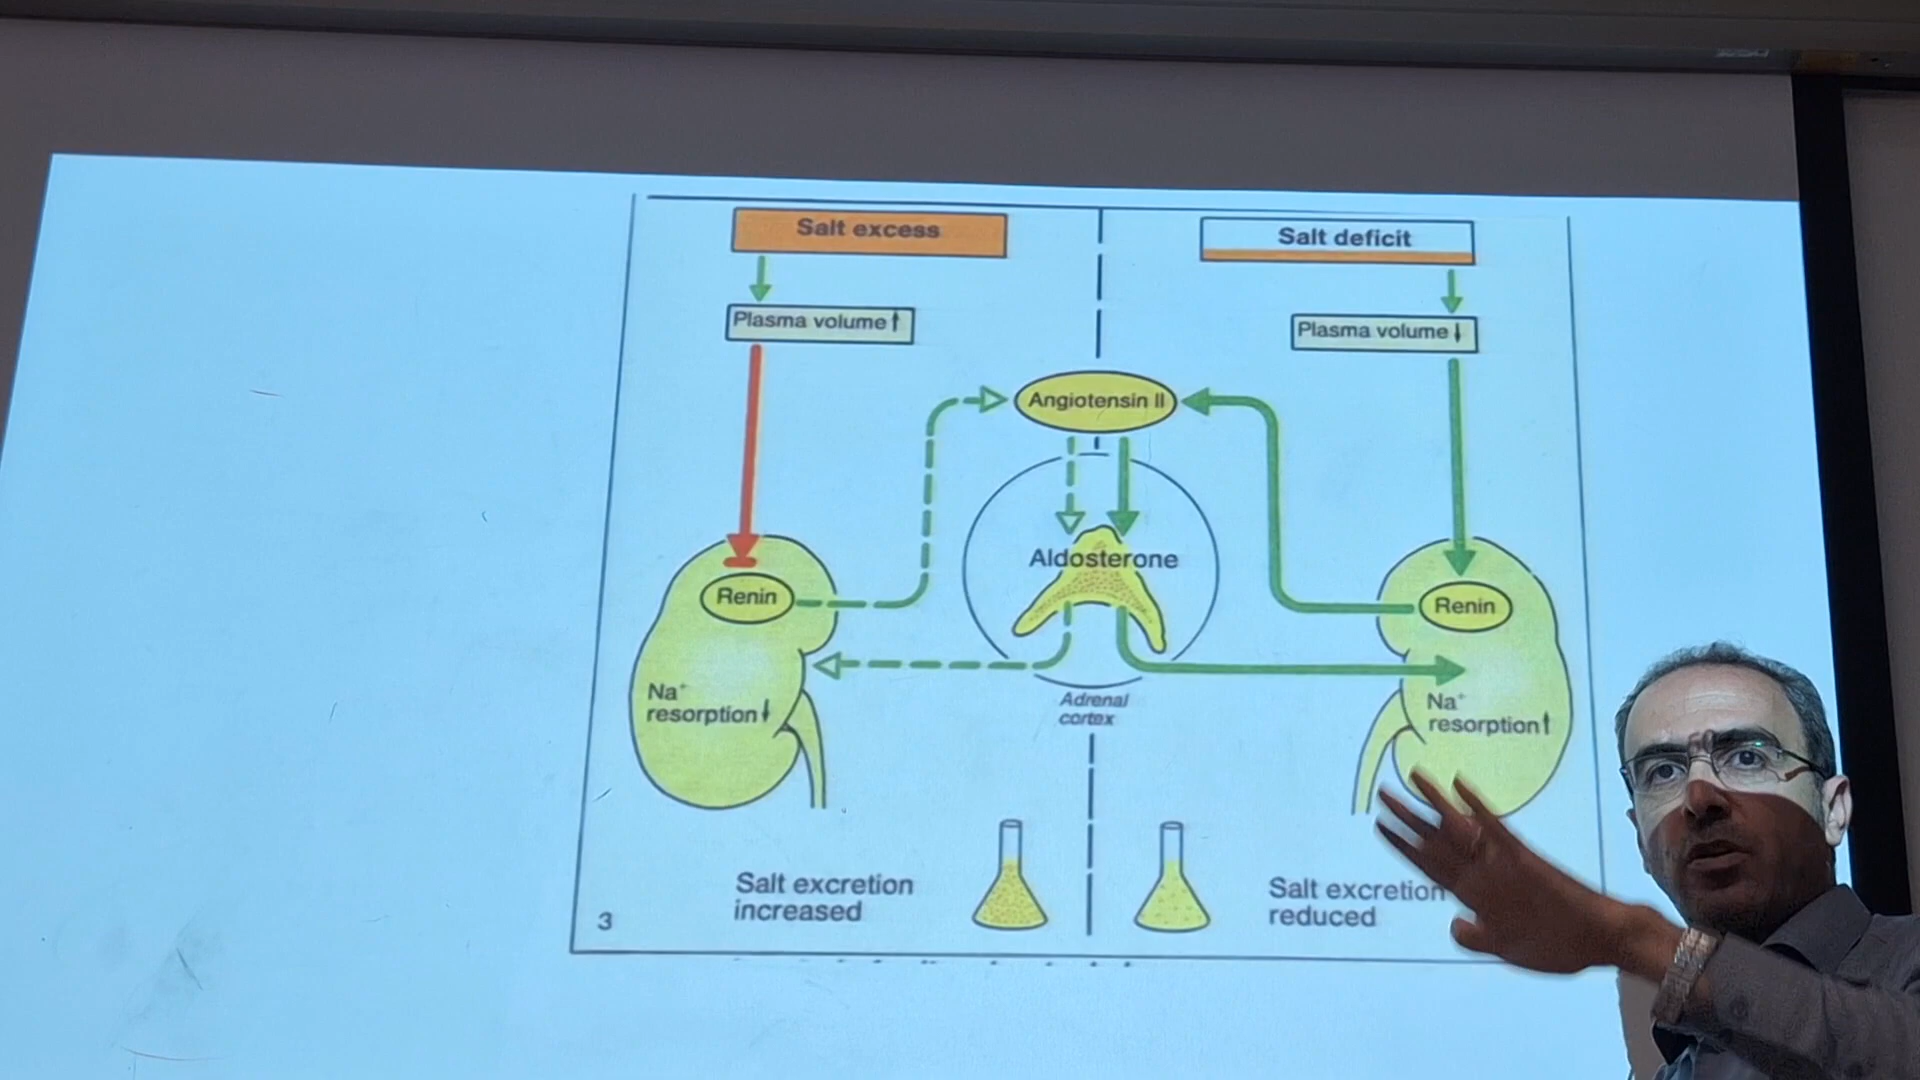 Salt excess
Salt deficit
Plasma volume↑
Plasma volume↓
Angiotensin II
Aldosterone
Renin
Renin
Na⁺
resorption↓
Adrenal
cortex
Na⁺
resorption↑
Salt excretion
increased
Salt excretion
reduced
3